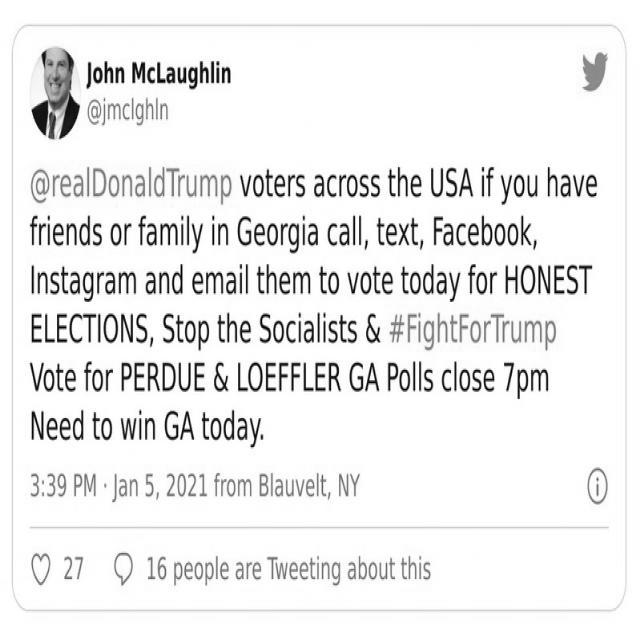 John McLaughlin
@jmclghln
@realDonaldTrump voters across the USA if you have
friends or family in Georgia call, text, Facebook,
Instagram and email them to vote today for HONEST
ELECTIONS, Stop the Socialists & #FightForTrump
Vote for PERDUE & LOEFFLER GA Polls close 7pm
Need to win GA today.
3:39 PM · Jan 5, 2021 from Blauvelt, NY
27 16 people are Tweeting about this